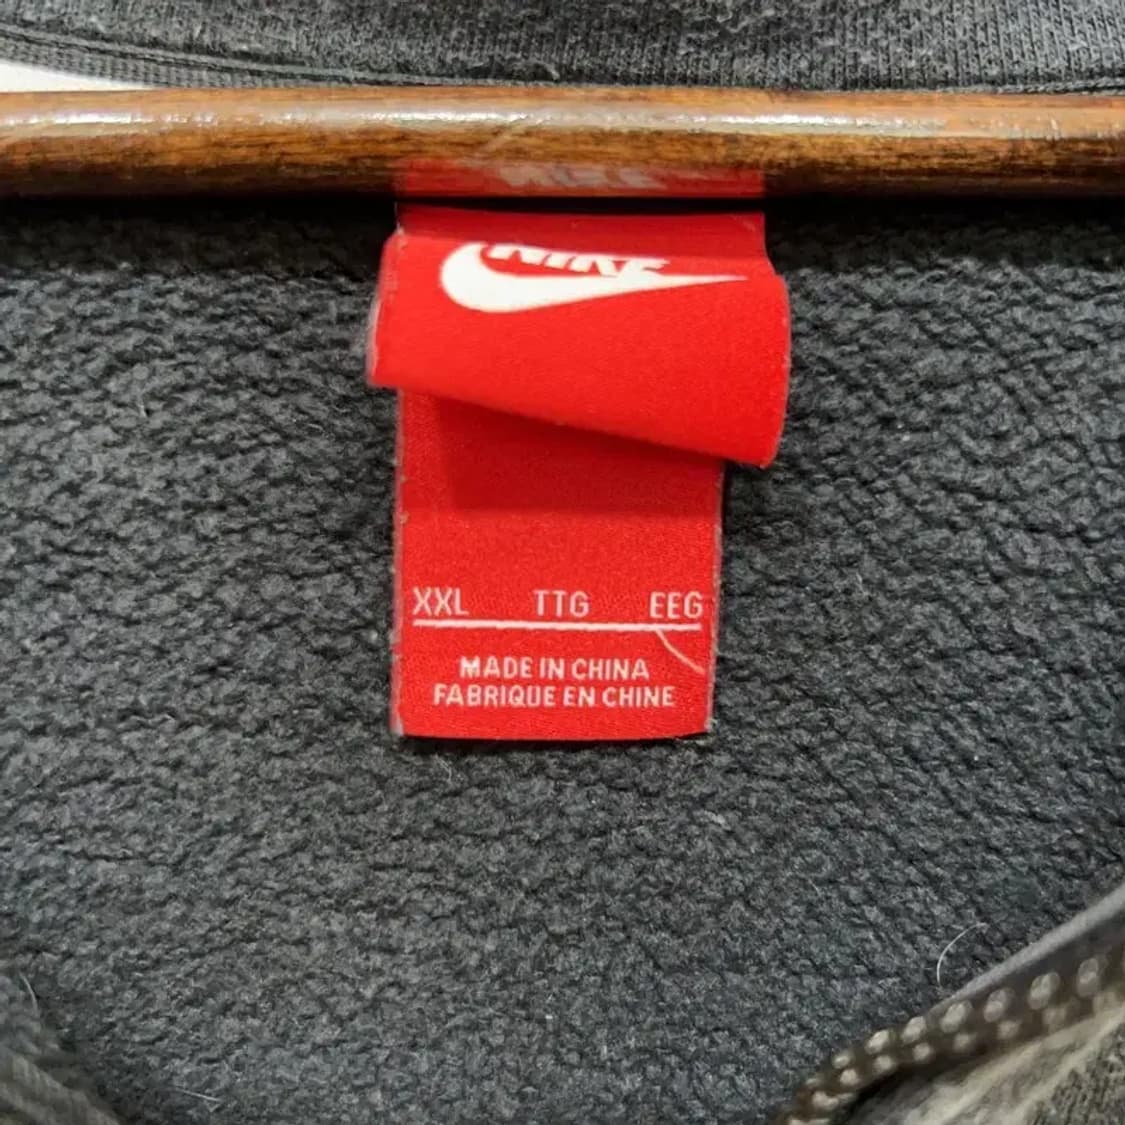 NIKE
XXL TTG EEG
MADE IN CHINA
FABRIQUE EN CHINE